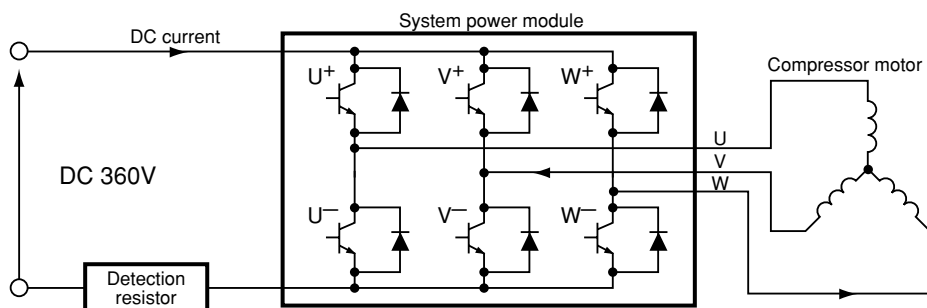 System power module
DC current
U+
V+
W+
Compressor motor
U
V
W
DC 360V
U−
V−
W−
Detection
resistor